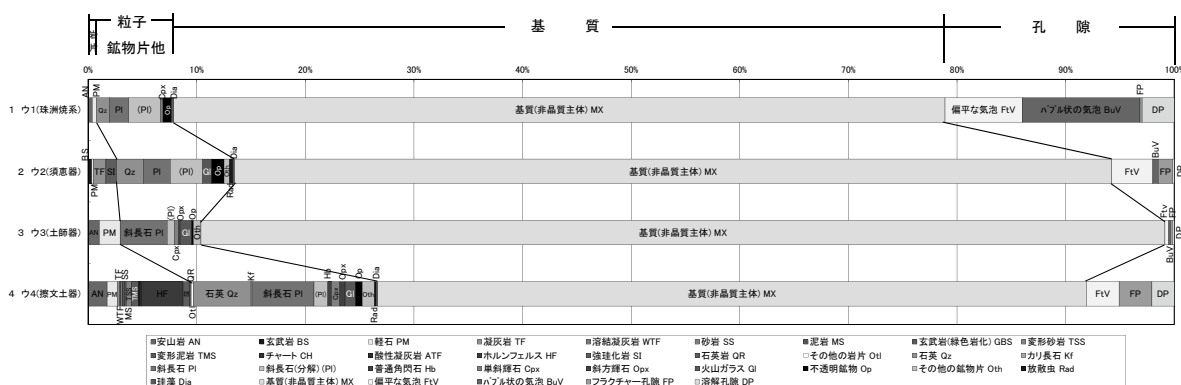 粒子 基質 孔隙
岩片 鉱物片他
0% 10% 20% 30% 40% 50% 60% 70% 80% 90% 100%
AN PM Cpx Dia FP
1 ウ1(珠洲焼系) Qz Pl (Pl) Op 基質(非晶質主体) MX 偏平な気泡 FtV バブル状の気泡 BuV DP
BS Dia BuV
2 ウ2(須恵器) TF SI Qz Pl (Pl) Gl Op Oth 基質(非晶質主体) MX FtV FP DP
PM Rad
(Pl) Opx Op Ftv FP
3 ウ3(土師器) AN PM 斜長石 Pl Gl Oth 基質(非晶質主体) MX DP
Cpx BuV
TF SS QR Kf Hb Opx Op Dia
4 ウ4(擦文土器) AN PM TSS TMS HF SI 石英 Qz 斜長石 Pl (Pl) Cpx Gl Oth 基質(非晶質主体) MX FtV FP DP
WTF MS Otl Rad
安山岩 AN 玄武岩 BS 軽石 PM 凝灰岩 TF 溶結凝灰岩 WTF 砂岩 SS 泥岩 MS 玄武岩(緑色岩化) GBS 変形砂岩 TSS
変形泥岩 TMS チャート CH 酸性凝灰岩 ATF ホルンフェルス HF 強珪化岩 SI 石英岩 QR その他の岩片 Otl 石英 Qz カリ長石 Kf
斜長石 Pl 斜長石(分解) (Pl) 普通角閃石 Hb 単斜輝石 Cpx 斜方輝石 Opx 火山ガラス Gl 不透明鉱物 Op その他の鉱物片 Oth 放散虫 Rad
珪藻 Dia 基質(非晶質主体) MX 偏平な気泡 FtV バブル状の気泡 BuV フラクチャー孔隙 FP 溶解孔隙 DP